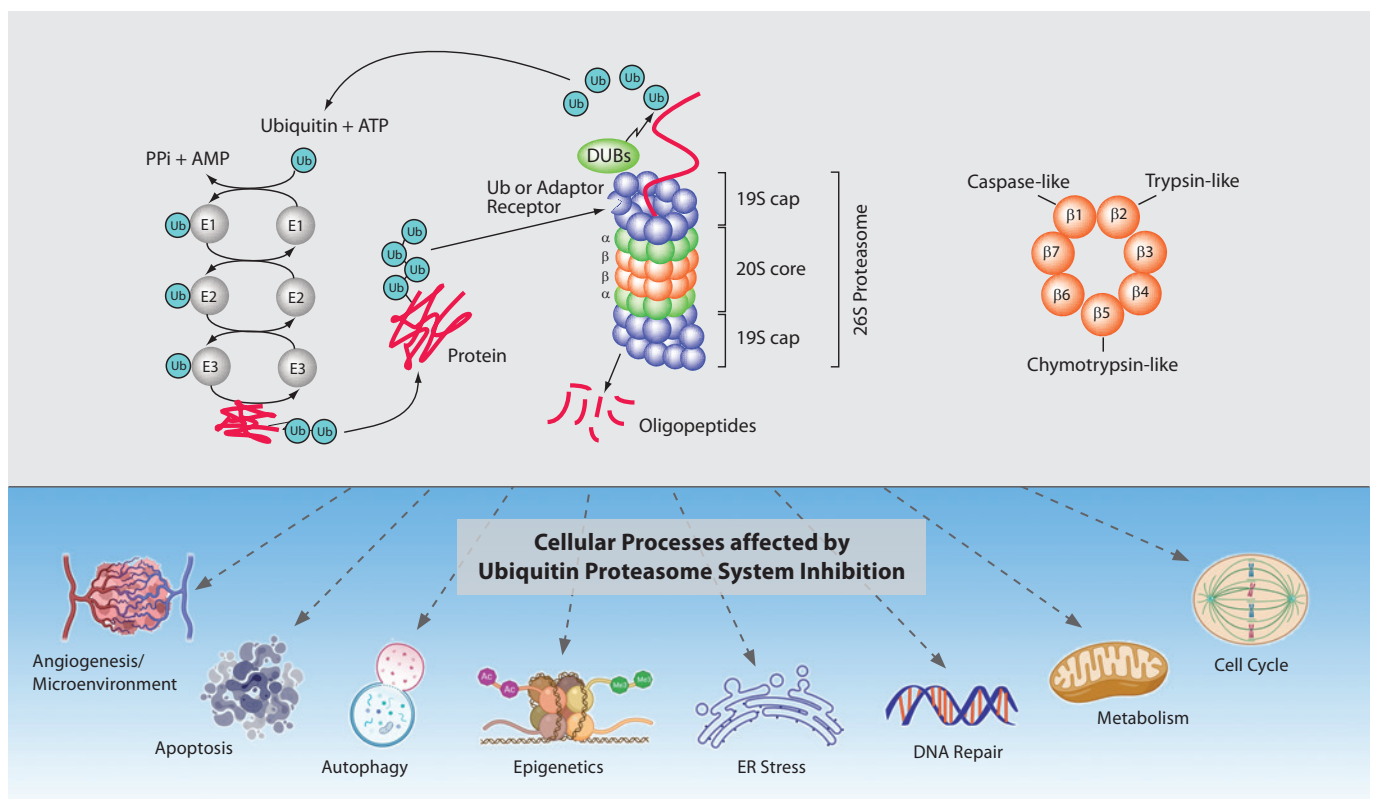 Ub
Ub
Ub
Ub
Ubiquitin + ATP
PPi + AMP
Ub
DUBs
Ub
E1
E1
Ub
E2
E2
Ub
E3
E3
Ub
Ub
Ub
Ub
Ub
Ub
Protein
Ub or Adaptor
Receptor
α
β
β
α
19S cap
20S core
19S cap
26S Proteasome
Oligopeptides
Caspase-like
Trypsin-like
β1
β2
β7
β3
β6
β4
β5
Chymotrypsin-like
Cellular Processes affected by
Ubiquitin Proteasome System Inhibition
Angiogenesis/
Microenvironment
Apoptosis
Autophagy
Ac
Ac
Me3
Me3
Epigenetics
ER Stress
DNA Repair
Metabolism
Cell Cycle